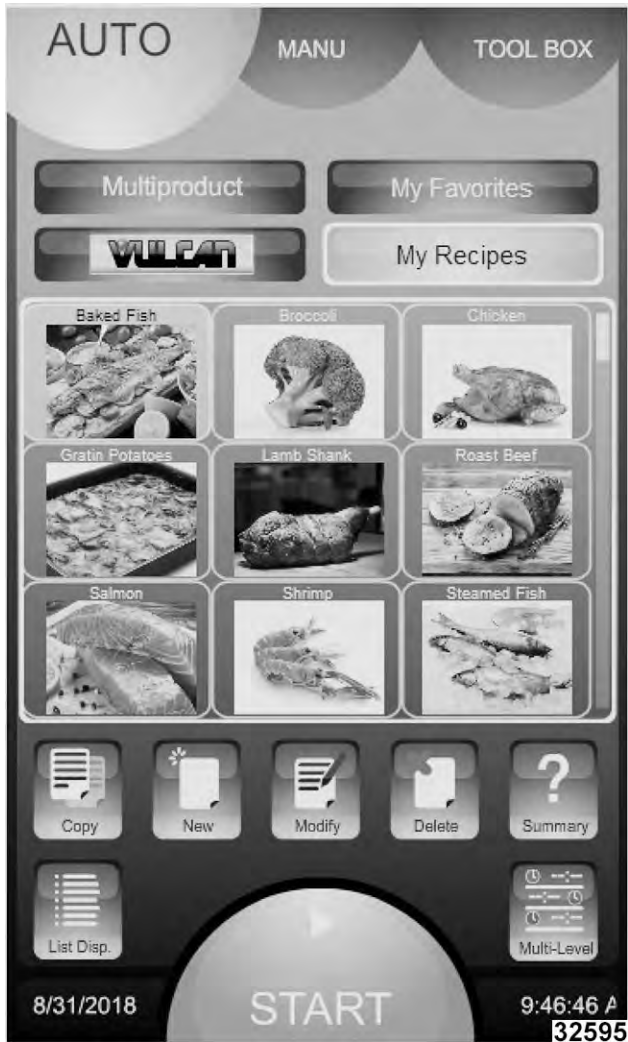 AUTO MANU TOOL BOX
Multiproduct My Favorites
VULCAN My Recipes
Baked Fish Broccoli Chicken
Gratin Potatoes Lamb Shank Roast Beef
Salmon Shrimp Steamed Fish
Copy New Modify Delete Summary
List Disp. Multi-Level
8/31/2018 START 9:46:46 A
32595